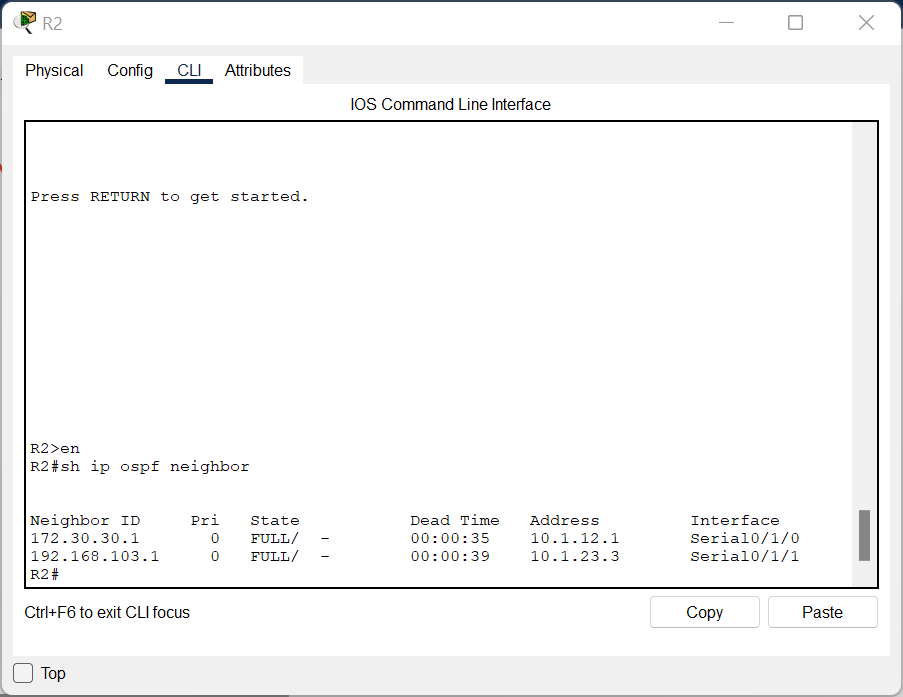 R2
Physical Config CLI Attributes
IOS Command Line Interface
Press RETURN to get started.
R2>en
R2#sh ip ospf neighbor
Neighbor ID     Pri   State           Dead Time   Address         Interface
172.30.30.1       0   FULL/  -        00:00:35    10.1.12.1       Serial0/1/0
192.168.103.1     0   FULL/  -        00:00:39    10.1.23.3       Serial0/1/1
R2#
Ctrl+F6 to exit CLI focus
Copy Paste
Top